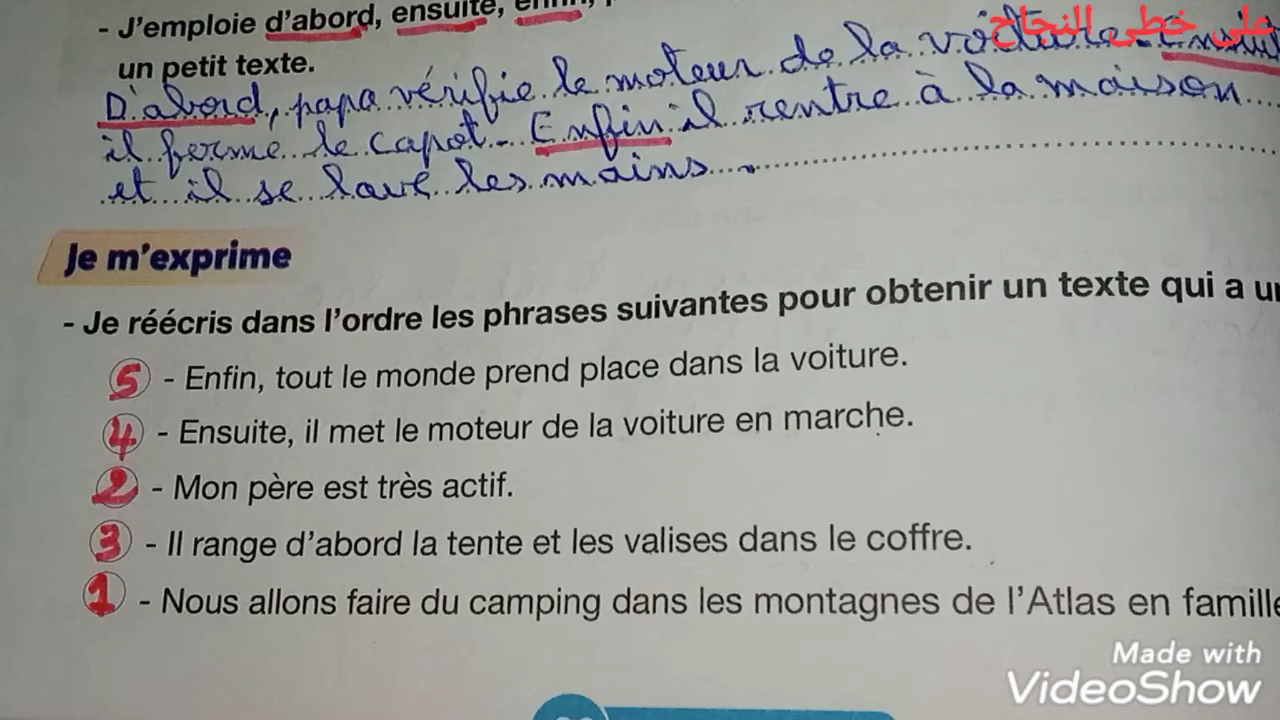 - J'emploie d'abord, ensuite, enfin,
على خطى النجاح
un petit texte.
D'abord, papa vérifie le moteur de la voiture. Ensuit
il ferme le capot. Enfin il rentre à la maison
et il se lave les mains.
Je m'exprime
- Je réécris dans l'ordre les phrases suivantes pour obtenir un texte qui a un
5 - Enfin, tout le monde prend place dans la voiture.
4 - Ensuite, il met le moteur de la voiture en marche.
2 - Mon père est très actif.
3 - Il range d'abord la tente et les valises dans le coffre.
1 - Nous allons faire du camping dans les montagnes de l'Atlas en famille
Made with
VideoShow